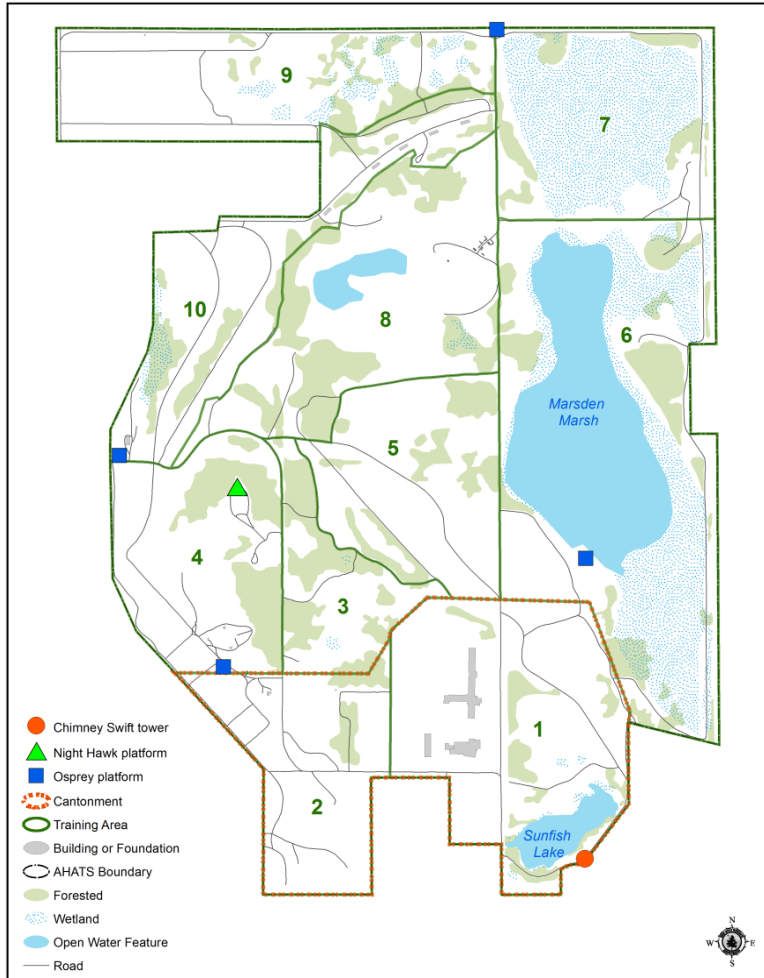 9
7
10
8
6
Marsden
Marsh
5
4
3
1
2
Sunfish
Lake
Chimney Swift tower
Night Hawk platform
Osprey platform
Cantonment
Training Area
Building or Foundation
AHATS Boundary
Forested
Wetland
Open Water Feature
Road
N
W E
S